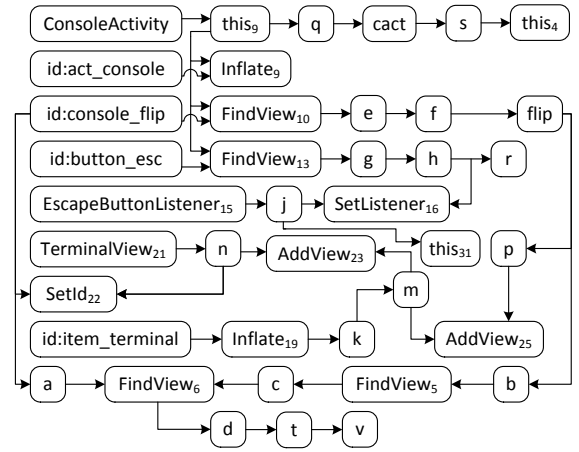 ConsoleActivity this₉ q cact s this₄
id:act_console Inflate₉
id:console_flip FindView₁₀ e f flip
id:button_esc FindView₁₃ g h r
EscapeButtonListener₁₅ j SetListener₁₆
TerminalView₂₁ n AddView₂₃ this₃₁ p
SetId₂₂ m
id:item_terminal Inflate₁₉ k AddView₂₅
a FindView₆ c FindView₅ b
d t v